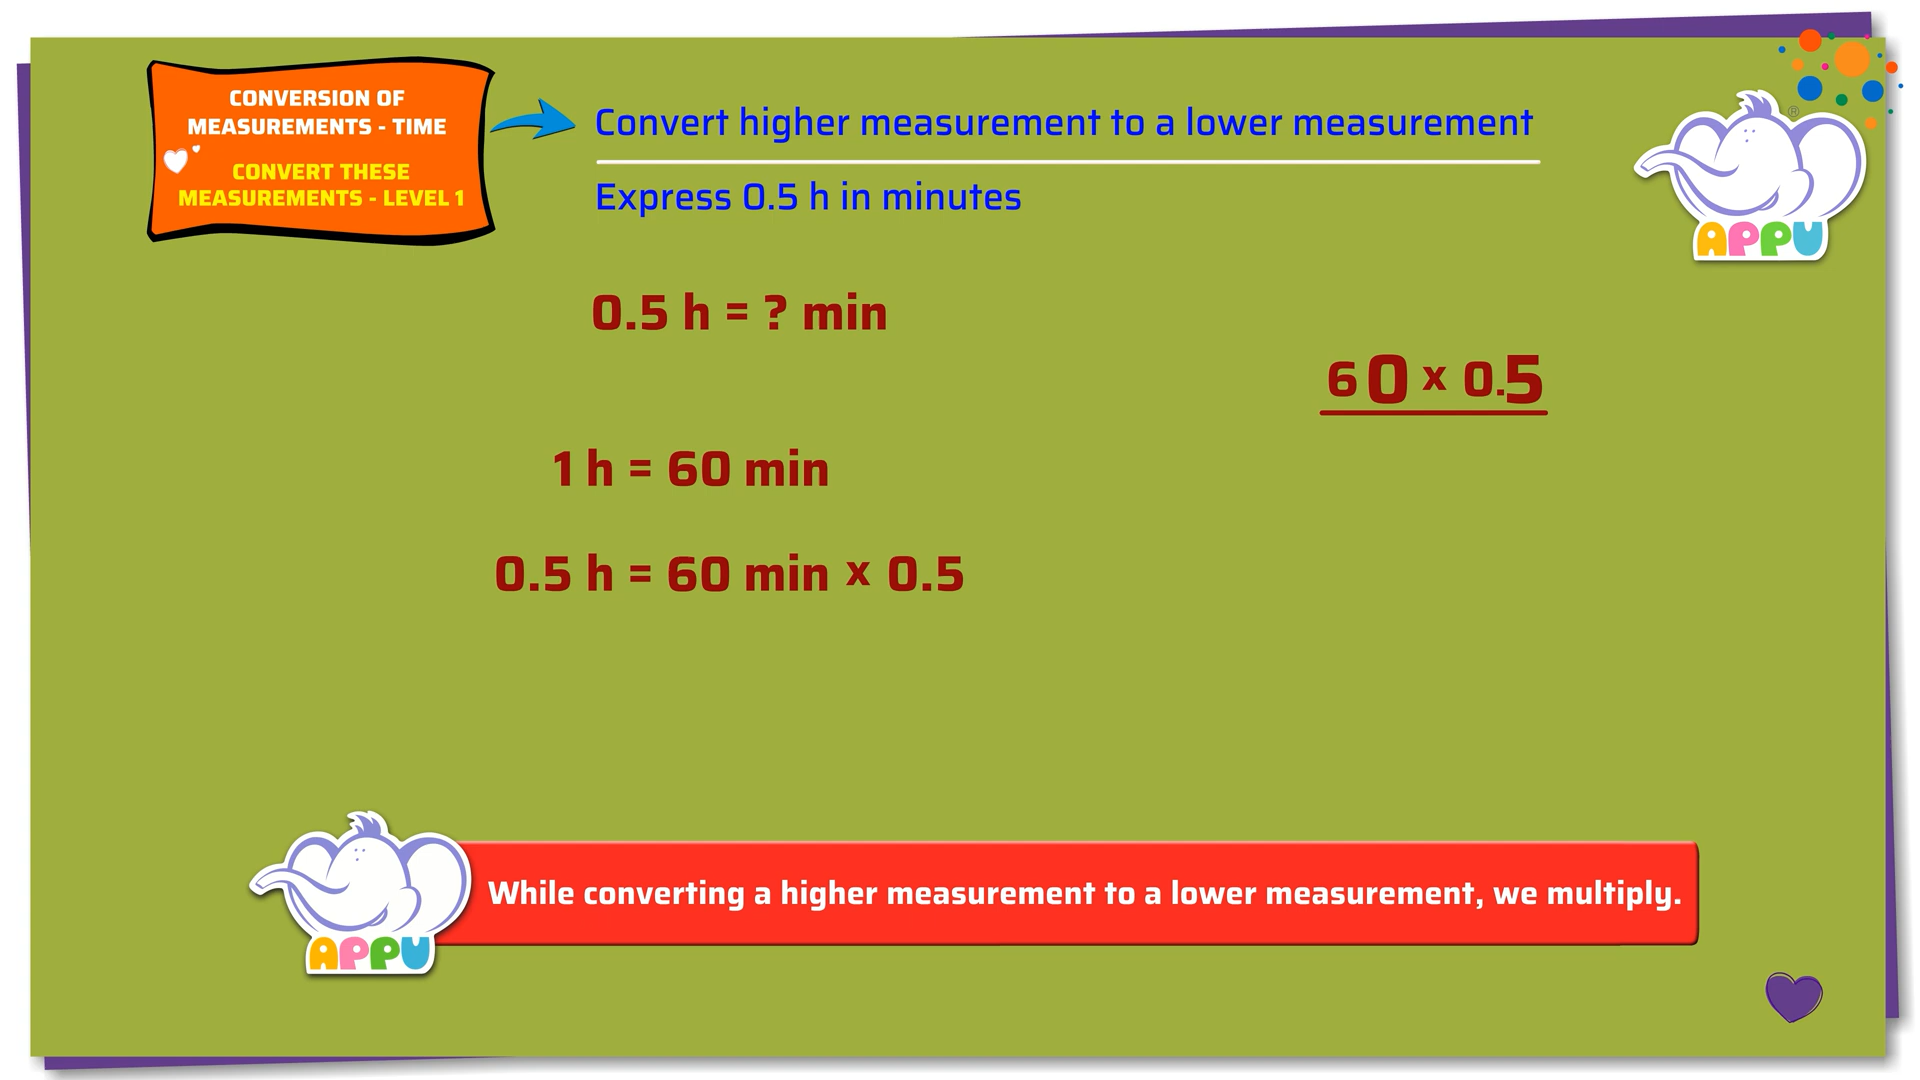 CONVERSION OF
MEASUREMENTS - TIME
CONVERT THESE
MEASUREMENTS - LEVEL 1
Convert higher measurement to a lower measurement
Express 0.5 h in minutes
®
APPU
0.5 h = ? min
60 x 0.5
1 h = 60 min
0.5 h = 60 min x 0.5
While converting a higher measurement to a lower measurement, we multiply.
APPU